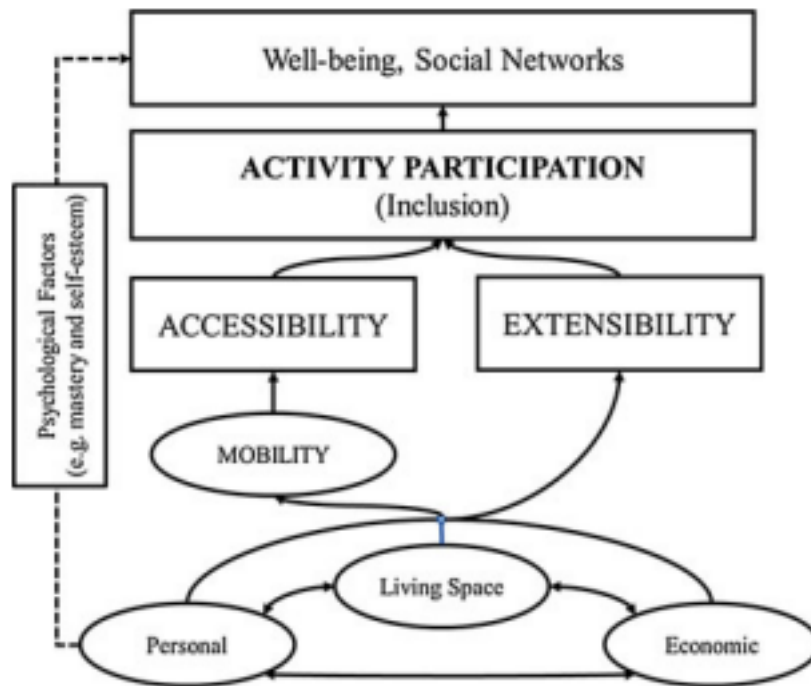 Well-being, Social Networks
ACTIVITY PARTICIPATION
(Inclusion)
Psychological Factors
(e.g. mastery and self-esteem)
ACCESSIBILITY
EXTENSIBILITY
MOBILITY
Living Space
Personal
Economic